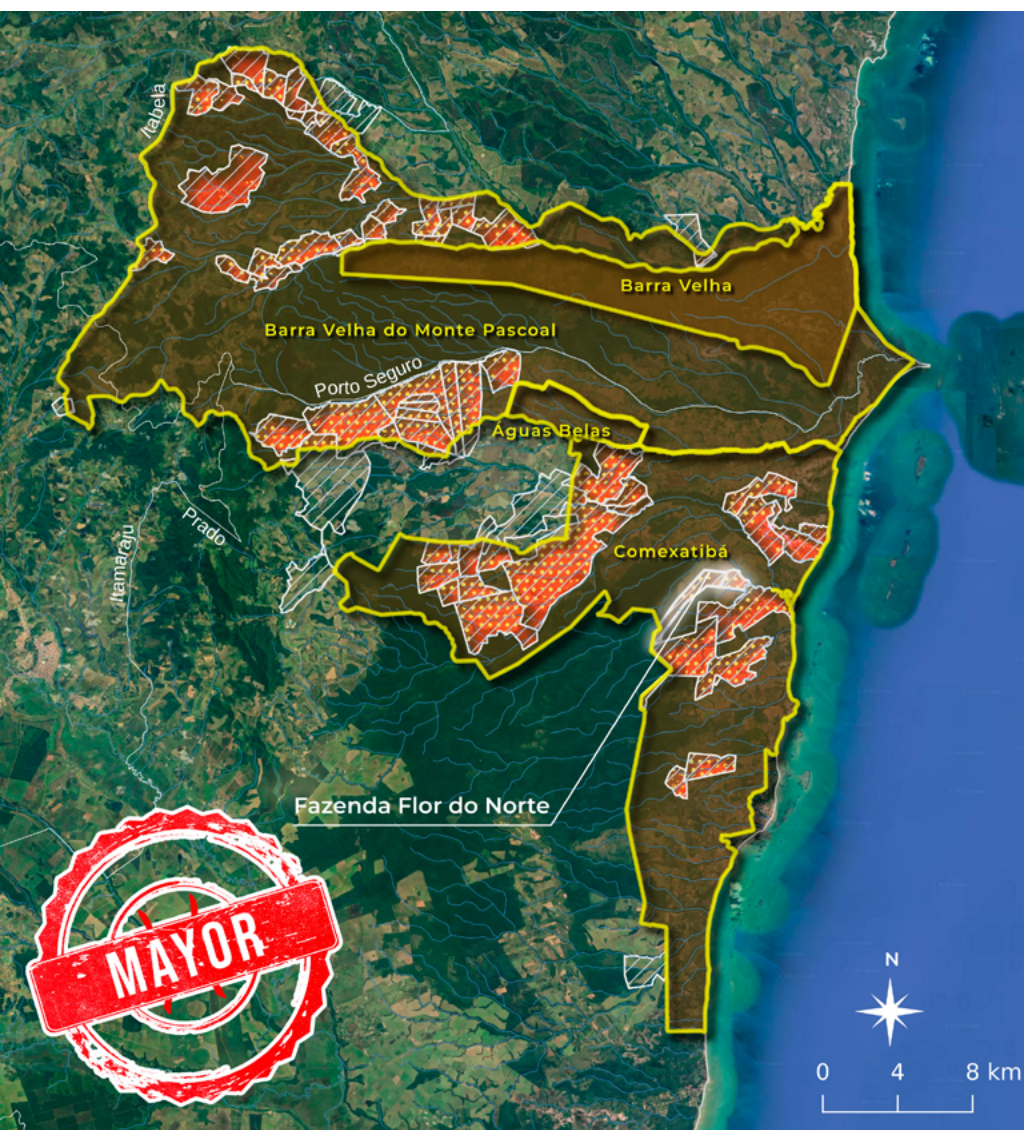 Itabela
Barra Velha
Barra Velha do Monte Pascoal
Porto Seguro
Águas Belas
Prado
Itamaraju
Comexatibá
Fazenda Flor do Norte
MAYOR
N
0 4 8 km